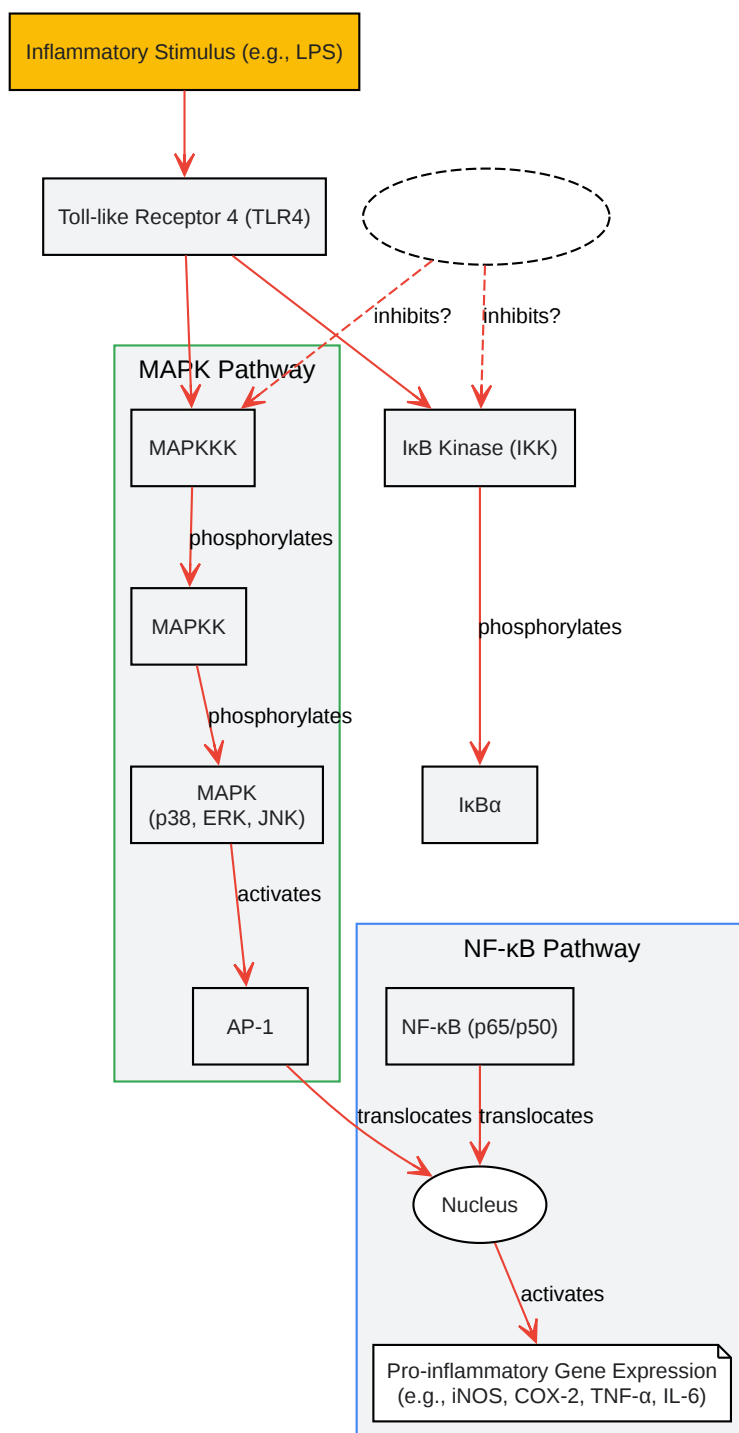 Inflammatory Stimulus (e.g., LPS)
Toll-like Receptor 4 (TLR4)
inhibits?
inhibits?
MAPK Pathway
MAPKKK
IκB Kinase (IKK)
phosphorylates
MAPKK
phosphorylates
phosphorylates
MAPK
(p38, ERK, JNK)
IκBα
activates
NF-κB Pathway
AP-1
NF-κB (p65/p50)
translocates
translocates
Nucleus
activates
Pro-inflammatory Gene Expression
(e.g., iNOS, COX-2, TNF-α, IL-6)